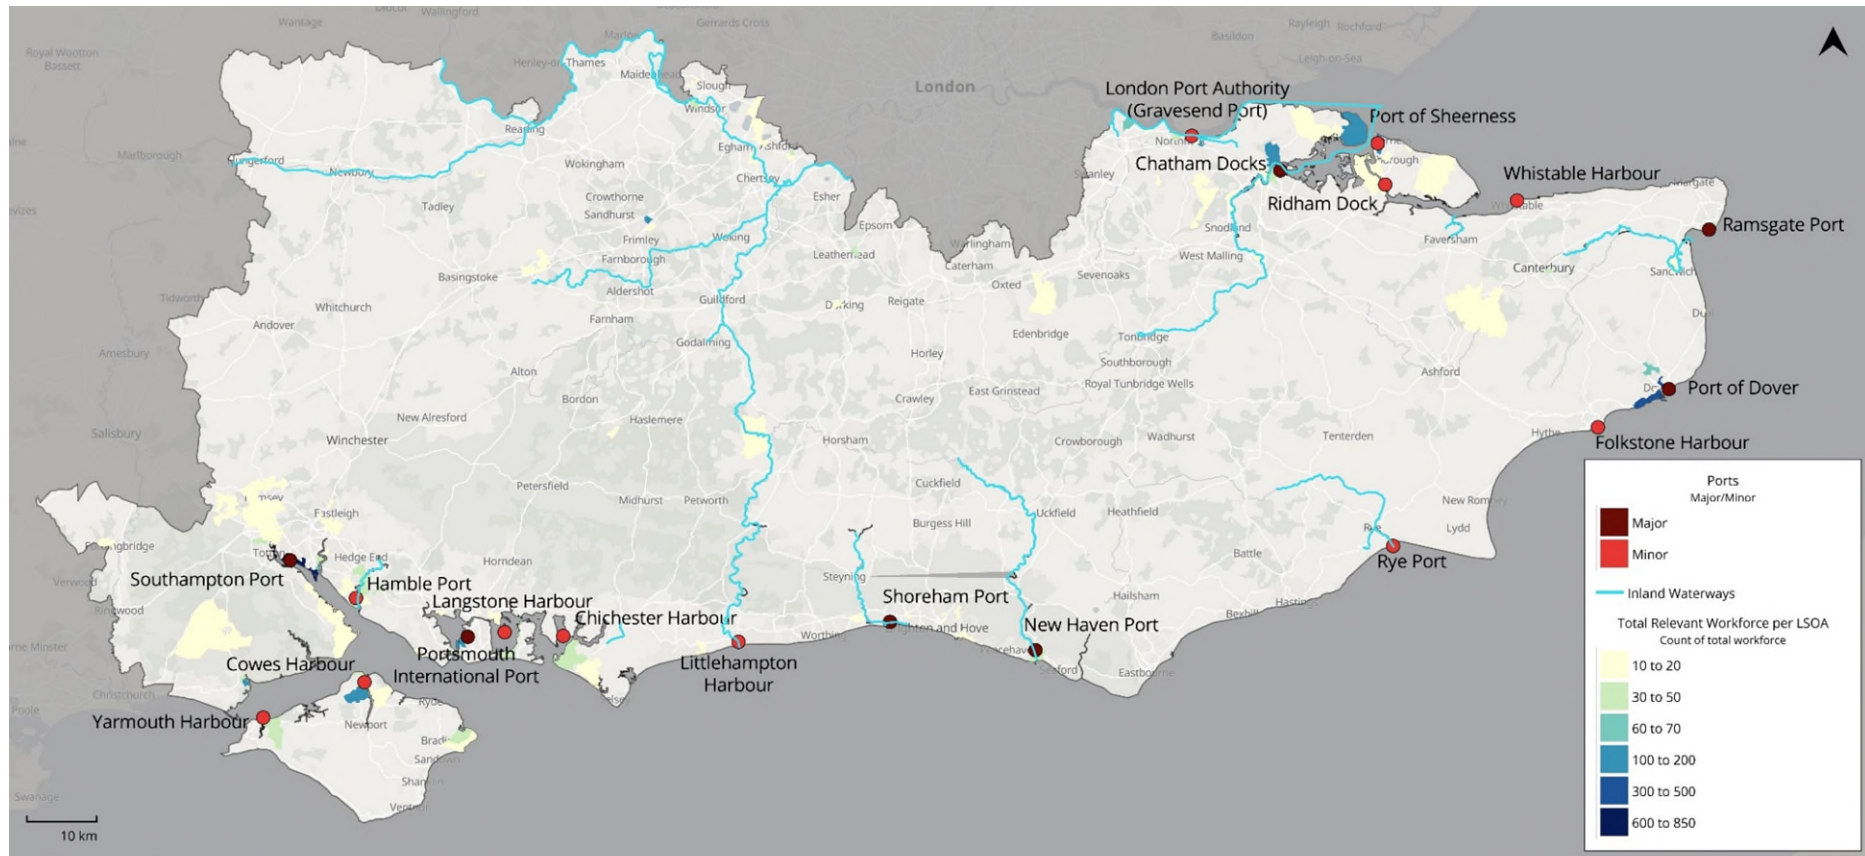 Wantage
Wallingford
Gerrards Cross
Rayleigh
Rochford
Royal Wootton
Bassett
Marlow
Basildon
Henley-on-Thames
Leigh-on-Sea
Maidenhead
Slough
London
London Port Authority
(Gravesend Port)
Windsor
Port of Sheerness
Reading
Marlborough
Hungerford
Newbury
Wokingham
Egham
Chertsey
Chatham Docks
Swanley
Whistable Harbour
Crowthorne
Esher
Ridham Dock
Tadley
Sandhurst
Epsom
Snodland
Ramsgate Port
Frimley
Woking
Warlingham
Faversham
Farnborough
Leatherhead
West Malling
Basingstoke
Caterham
Sevenoaks
Canterbury
Sandwich
Tidworth
Aldershot
Guildford
Oxted
Whitchurch
Reigate
Andover
Farnham
Edenbridge
Godalming
Tonbridge
Amesbury
Horley
Southborough
Alton
East Grinstead
Royal Tunbridge Wells
Ashford
Port of Dover
Bordon
Crawley
New Alresford
Haslemere
Salisbury
Winchester
Horsham
Crowborough
Wadhurst
Tenterden
Hythe
Folkstone Harbour
Petersfield
Cuckfield
Midhurst
Petworth
New Romney
Eastleigh
Burgess Hill
Uckfield
Heathfield
Rye
Lydd
Hedge End
Horndean
Battle
Rye Port
Verwood
Southampton Port
Hamble Port
Steyning
Ringwood
Langstone Harbour
Shoreham Port
Hailsham
Chichester Harbour
Bexhill
Hastings
New Haven Port
Worthing
Brighton and Hove
Portsmouth
International Port
Cowes Harbour
Littlehampton
Harbour
Peacehaven
Seaford
Eastbourne
Christchurch
Ryde
Selsey
Poole
Yarmouth Harbour
Newport
Sandown
Swanage
Ventnor
10 km
Ports
Major/Minor
Major
Minor
Inland Waterways
Total Relevant Workforce per LSOA
Count of total workforce
10 to 20
30 to 50
60 to 70
100 to 200
300 to 500
600 to 850